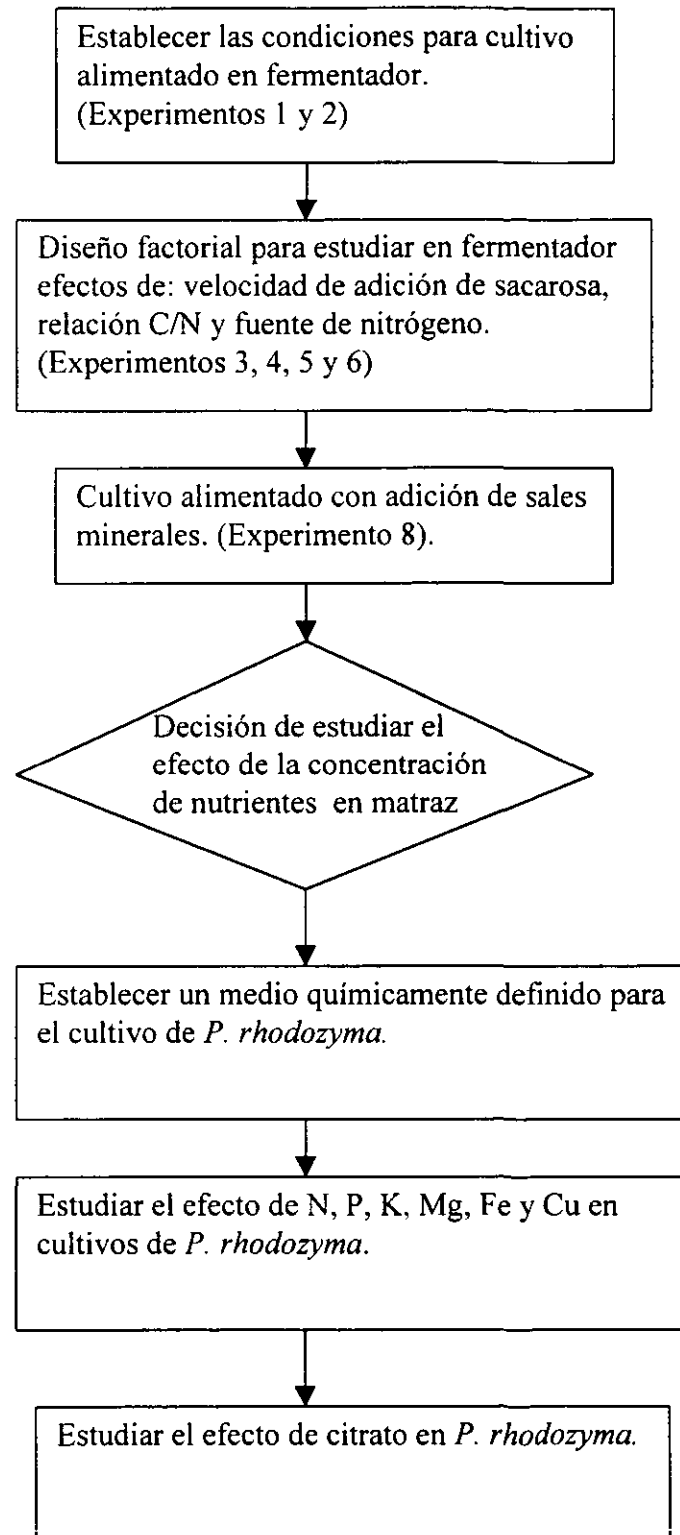 Establecer las condiciones para cultivo
alimentado en fermentador.
(Experimentos 1 y 2)
Diseño factorial para estudiar en fermentador
efectos de: velocidad de adición de sacarosa,
relación C/N y fuente de nitrógeno.
(Experimentos 3, 4, 5 y 6)
Cultivo alimentado con adición de sales
minerales. (Experimento 8).
Decisión de estudiar el
efecto de la concentración
de nutrientes en matraz
Establecer un medio químicamente definido para
el cultivo de P. rhodozyma.
Estudiar el efecto de N, P, K, Mg, Fe y Cu en
cultivos de P. rhodozyma.
Estudiar el efecto de citrato en P. rhodozyma.